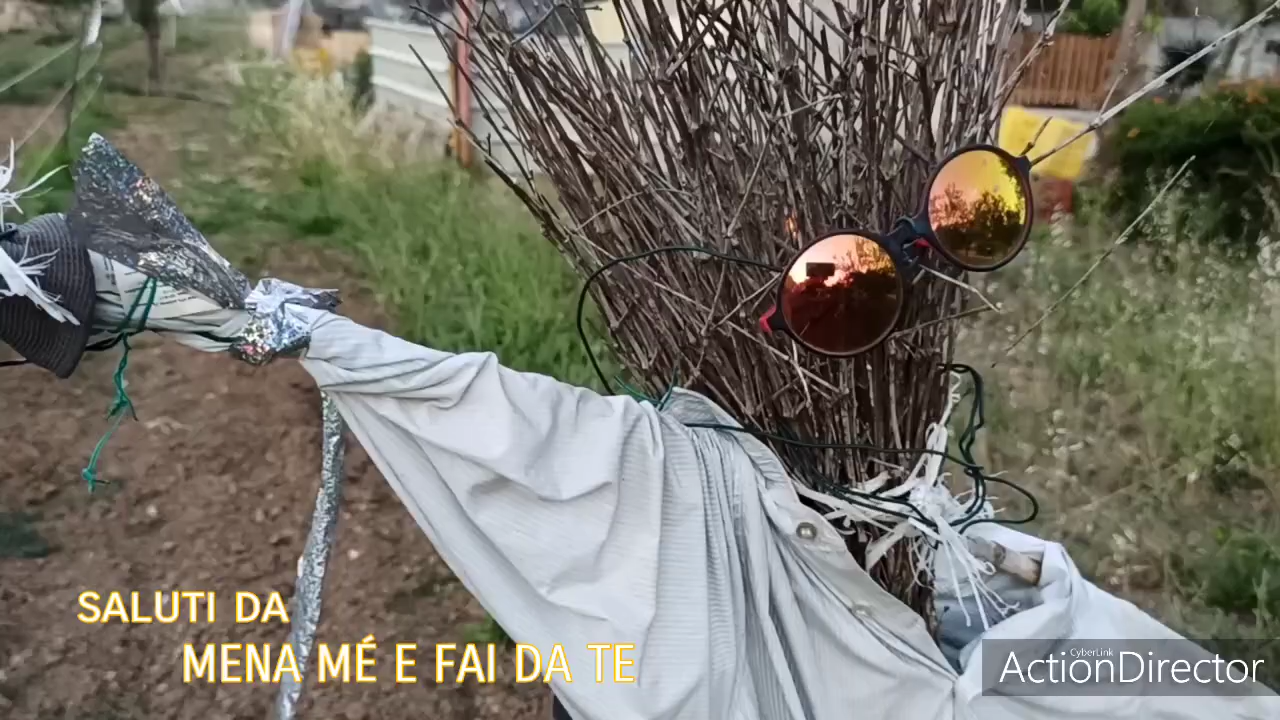 SALUTI DA
MENA MÉ E FAI DA TE
CyberLink
ActionDirector